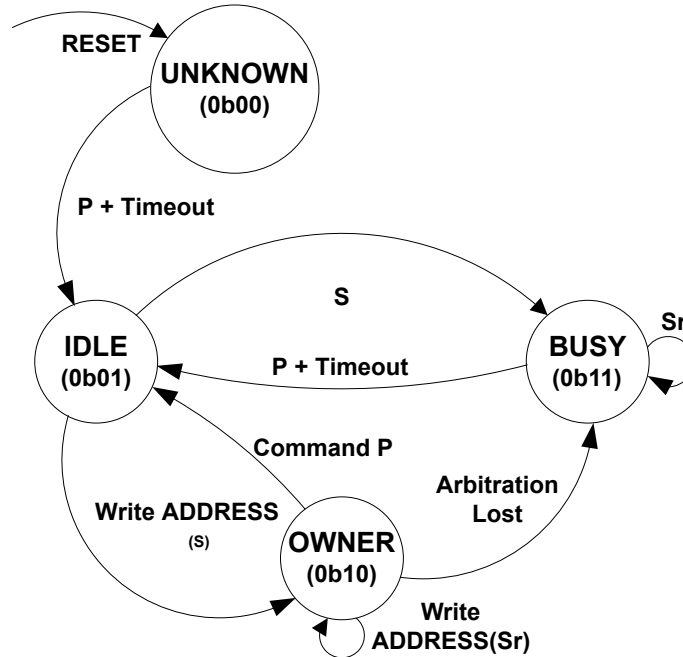 RESET
UNKNOWN
(0b00)
P + Timeout
S
Sr
IDLE
(0b01)
BUSY
(0b11)
P + Timeout
Command P
Arbitration
Lost
Write ADDRESS
(S)
OWNER
(0b10)
Write
ADDRESS(Sr)